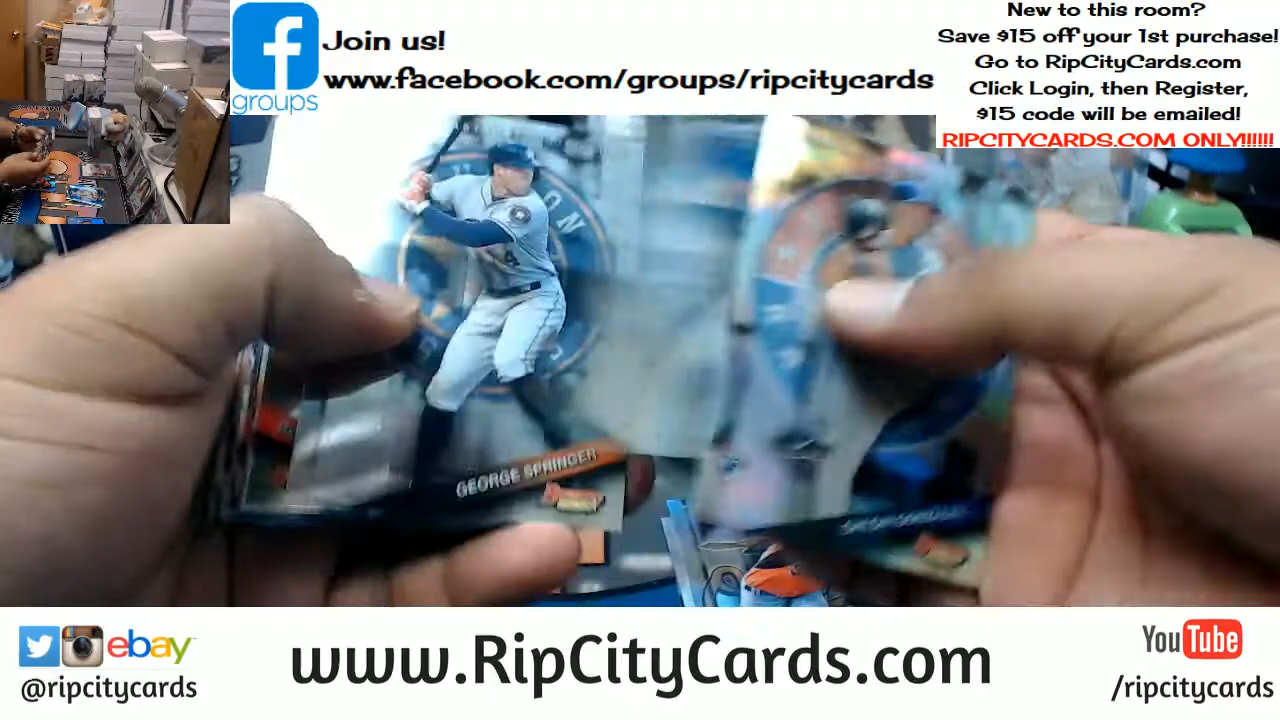 groups
Join us!
www.facebook.com/groups/ripcitycards
New to this room?
Save $15 off your 1st purchase!
Go to RipCityCards.com
Click Login, then Register,
$15 code will be emailed!
RIPCITYCARDS.COM ONLY!!!!!!
4
GEORGE SPRINGER
ebay
@ripcitycards
www.RipCityCards.com
YouTube
/ripcitycards